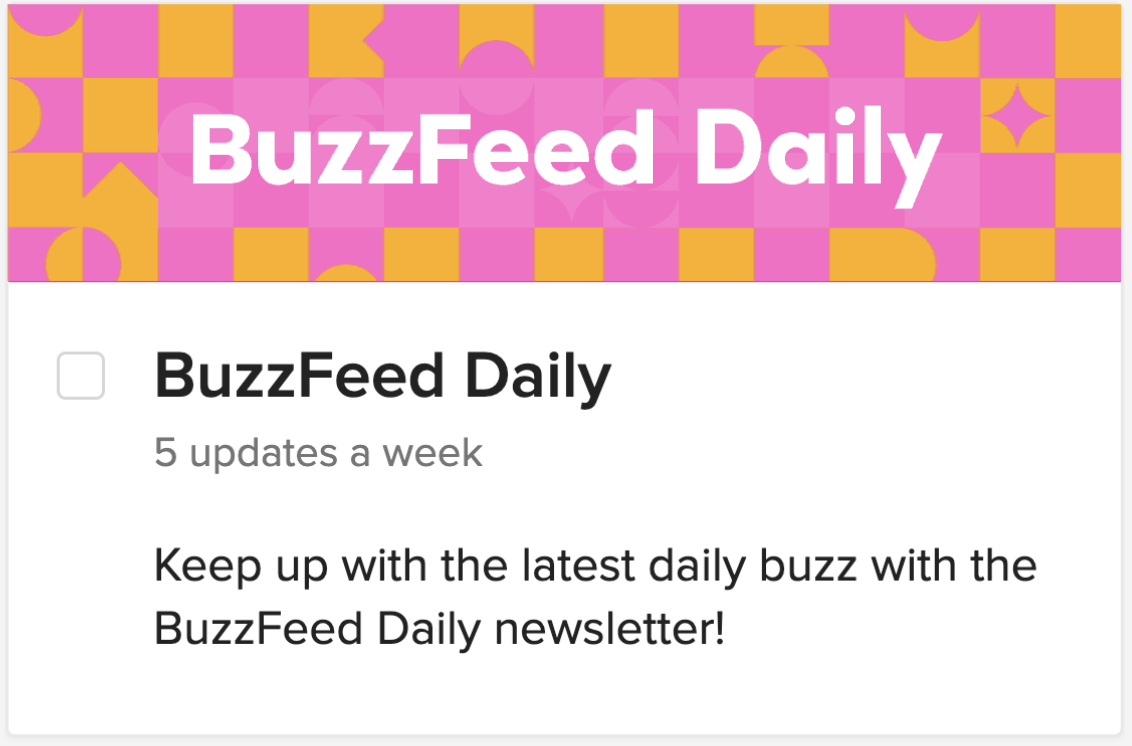 BuzzFeed Daily
BuzzFeed Daily
5 updates a week
Keep up with the latest daily buzz with the
BuzzFeed Daily newsletter!